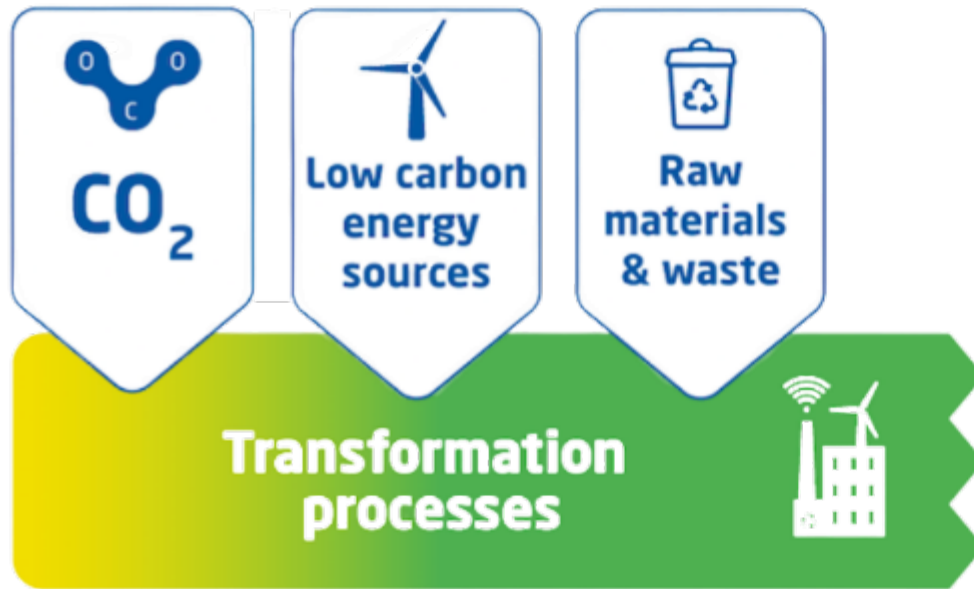 O O
C
CO₂
Low carbon
energy
sources
Raw
materials
& waste
Transformation
processes